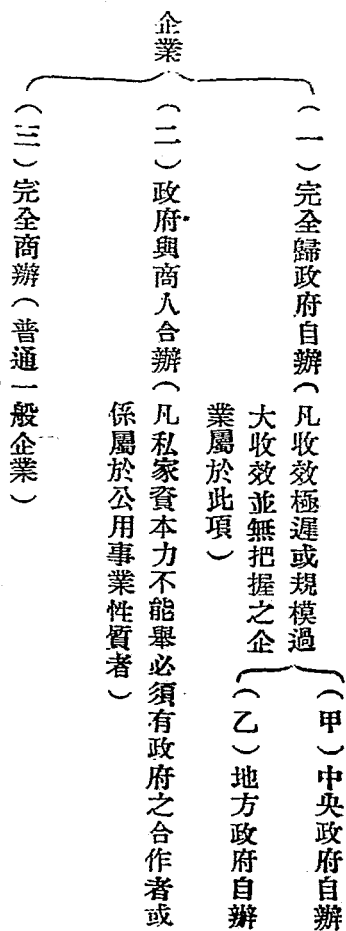 企業
（一）完全歸政府自辦（凡收效極遲或規模過
大收效並無把握之企
業屬於此項）
（甲）中央政府自辦
（乙）地方政府自辦
（二）政府與商人合辦（凡私家資本力不能舉必須有政府之合作者或
係屬於公用事業性質者）
（三）完全商辦（普通一般企業）